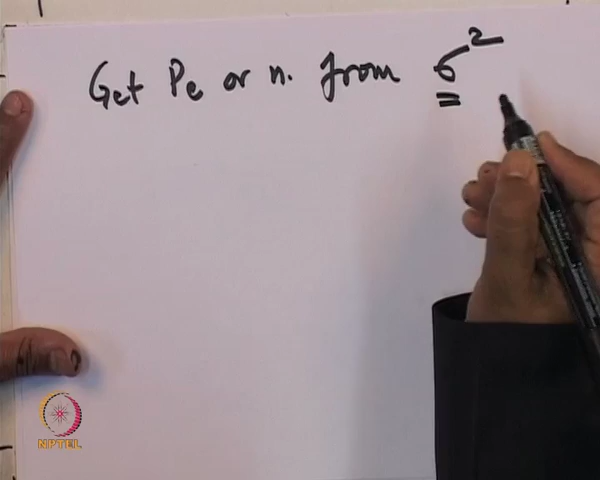 Get Pe or n. from σ²
NPTEL